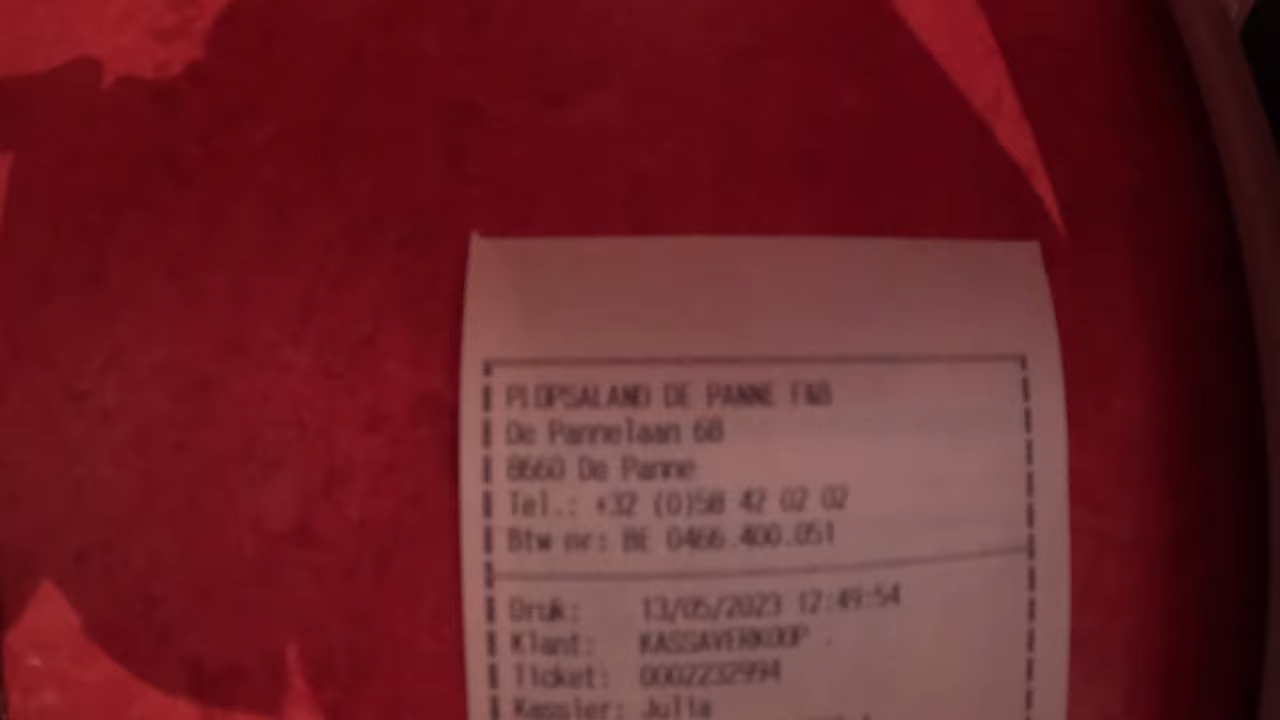 PLOPSALAND DE PANNE F&B
De Pannelaan 68
8660 De Panne
Tel.: +32 (0)58 42 02 02
Btw-nr: BE 0466.400.051
Druk: 13/05/2023 12:49:54
Klant: KASSAVERKOOP .
Ticket: 0002232994
Kassier: Julia